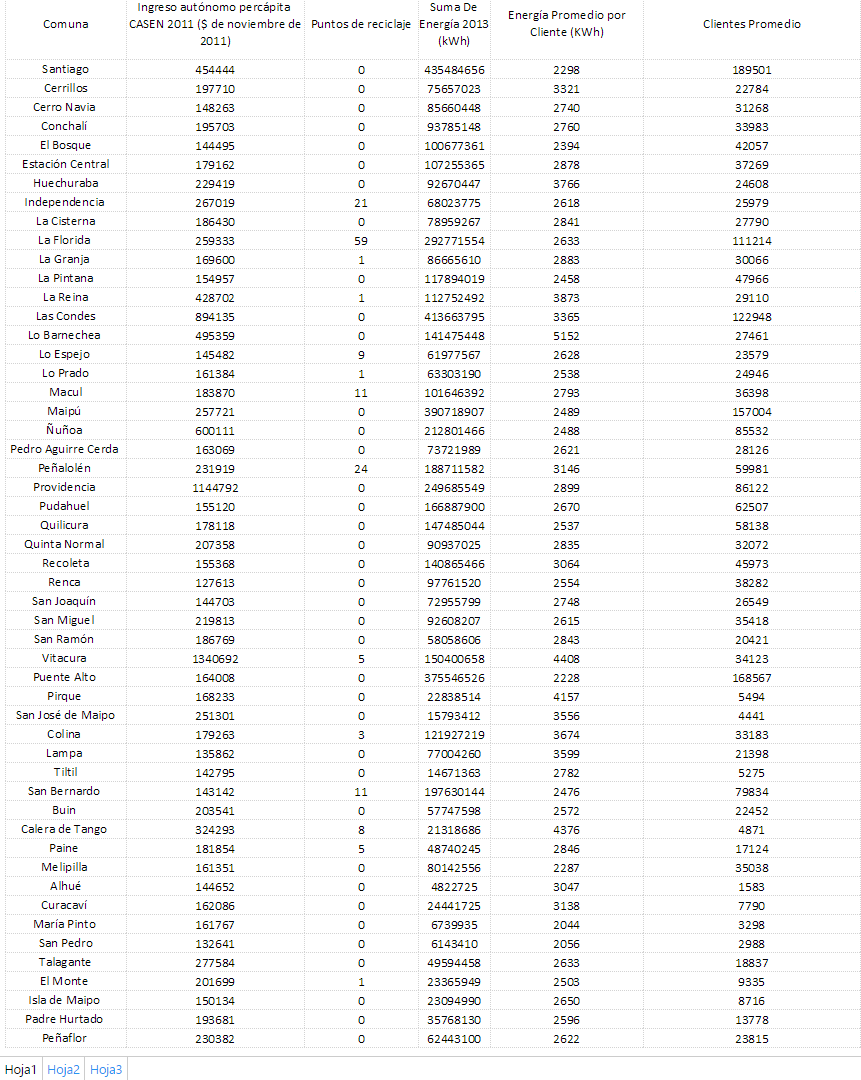 Comuna Ingreso autónomo percápita CASEN 2011 ($ de noviembre de 2011) Puntos de reciclaje Suma De Energía 2013 (kWh) Energía Promedio por Cliente (KWh) Clientes Promedio
Santiago 454444 0 435484656 2298 189501
Cerrillos 197710 0 75657023 3321 22784
Cerro Navia 148263 0 85660448 2740 31268
Conchalí 195703 0 93785148 2760 33983
El Bosque 144495 0 100677361 2394 42057
Estación Central 179162 0 107255365 2878 37269
Huechuraba 229419 0 92670447 3766 24608
Independencia 267019 21 68023775 2618 25979
La Cisterna 186430 0 78959267 2841 27790
La Florida 259333 59 292771554 2633 111214
La Granja 169600 1 86665610 2883 30066
La Pintana 154957 0 117894019 2458 47966
La Reina 428702 1 112752492 3873 29110
Las Condes 894135 0 413663795 3365 122948
Lo Barnechea 495359 0 141475448 5152 27461
Lo Espejo 145482 9 61977567 2628 23579
Lo Prado 161384 1 63303190 2538 24946
Macul 183870 11 101646392 2793 36398
Maipú 257721 0 390718907 2489 157004
Ñuñoa 600111 0 212801466 2488 85532
Pedro Aguirre Cerda 163069 0 73721989 2621 28126
Peñalolén 231919 24 188711582 3146 59981
Providencia 1144792 0 249685549 2899 86122
Pudahuel 155120 0 166887900 2670 62507
Quilicura 178118 0 147485044 2537 58138
Quinta Normal 207358 0 90937025 2835 32072
Recoleta 155368 0 140865466 3064 45973
Renca 127613 0 97761520 2554 38282
San Joaquín 144703 0 72955799 2748 26549
San Miguel 219813 0 92608207 2615 35418
San Ramón 186769 0 58058606 2843 20421
Vitacura 1340692 5 150400658 4408 34123
Puente Alto 164008 0 375546526 2228 168567
Pirque 168233 0 22838514 4157 5494
San José de Maipo 251301 0 15793412 3556 4441
Colina 179263 3 121927219 3674 33183
Lampa 135862 0 77004260 3599 21398
Tiltil 142795 0 14671363 2782 5275
San Bernardo 143142 11 197630144 2476 79834
Buin 203541 0 57747598 2572 22452
Calera de Tango 324293 8 21318686 4376 4871
Paine 181854 5 48740245 2846 17124
Melipilla 161351 0 80142556 2287 35038
Alhué 144652 0 4822725 3047 1583
Curacaví 162086 0 24441725 3138 7790
María Pinto 161767 0 6739935 2044 3298
San Pedro 132641 0 6143410 2056 2988
Talagante 277584 0 49594458 2633 18837
El Monte 201699 1 23365949 2503 9335
Isla de Maipo 150134 0 23094990 2650 8716
Padre Hurtado 193681 0 35768130 2596 13778
Peñaflor 230382 0 62443100 2622 23815
Hoja1 Hoja2 Hoja3